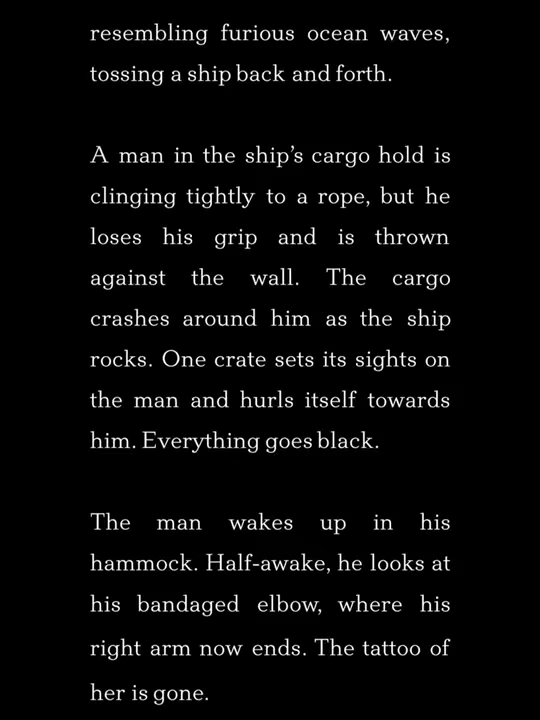 resembling furious ocean waves,
tossing a ship back and forth.
A man in the ship’s cargo hold is
clinging tightly to a rope, but he
loses his grip and is thrown
against the wall. The cargo
crashes around him as the ship
rocks. One crate sets its sights on
the man and hurls itself towards
him. Everything goes black.
The man wakes up in his
hammock. Half-awake, he looks at
his bandaged elbow, where his
right arm now ends. The tattoo of
her is gone.